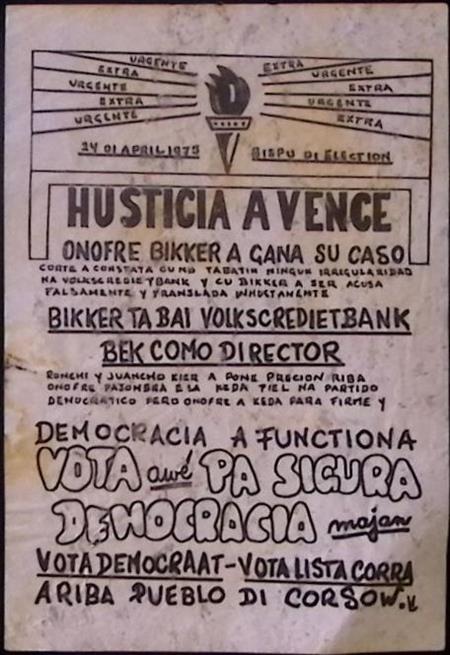 URGENTE
EXTRA
URGENTE
EXTRA
URGENTE
EXTRA
URGENTE
EXTRA
URGENTE
EXTRA
D
24 DI APRIL 1975
BISPU DI ELECTION
HUSTICIA A VENCE
ONOFRE BIKKER A GANA SU CASO
CORTE A CONSTATA CU NO TABATIN NINGUN IRREGULARIDAD
NA VOLKSCREDIETBANK Y CU BIKKER A SER ACUSA
FALSAMENTE Y TRANSLADA INHUSTAMENTE
BIKKER TA BAI VOLKSCREDIETBANK
BEK COMO DIRECTOR
RONCHI Y JUANCHO KIER A PONE PRECION RIBA
ONOFRE PASOMBRA E LA KEDA FIEL NA PARTIDO
DEMOCRATICO PERO ONOFRE A KEDA PARA FIRME Y
DEMOCRACIA A FUNCTIONA
VOTA awé PA SIGURA
DEMOCRACIA majan
VOTA DEMOCRAAT - VOTA LISTA CORRA
ARIBA PUEBLO DI CORSOW.